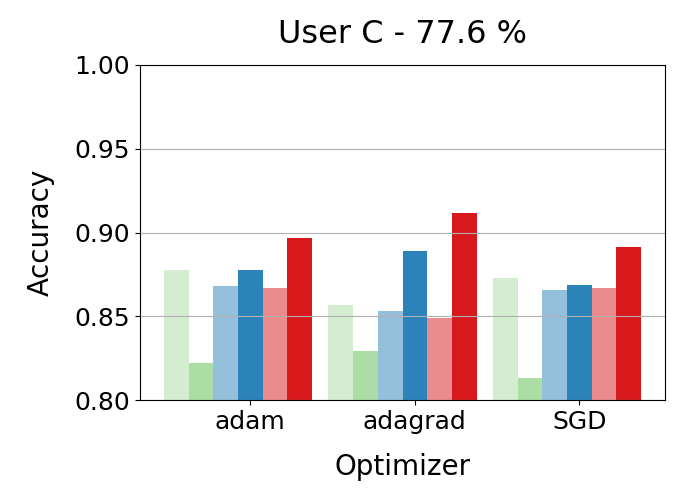 User C - 77.6 %
1.00
0.95
0.90
0.85
0.80
Accuracy
adam adagrad SGD
Optimizer